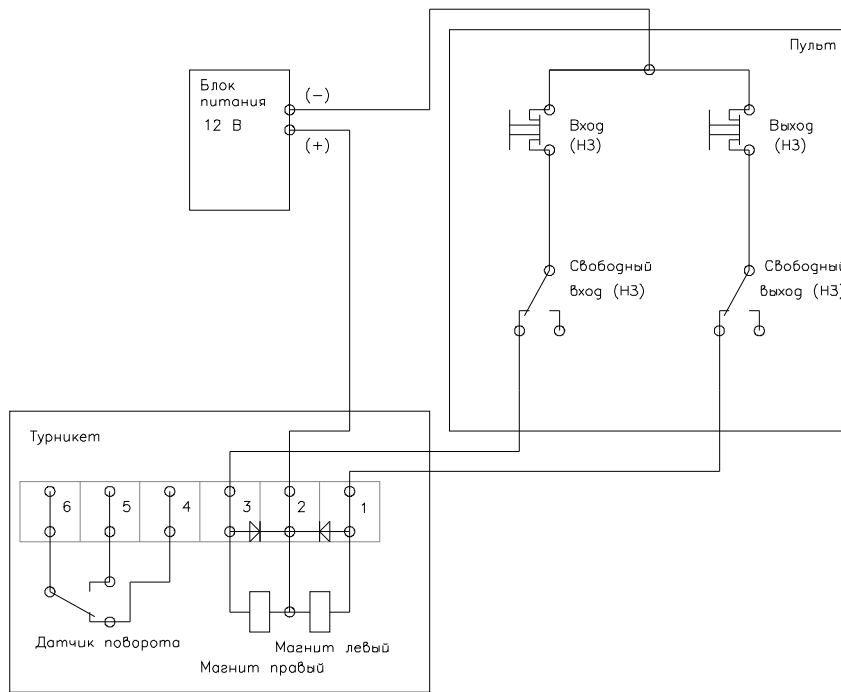 Пульт
Блок
питания
12 В
(-)
(+)
Вход
(НЗ)
Выход
(НЗ)
Свободный
вход (НЗ)
Свободный
выход (НЗ)
Турникет
6
5
4
3
2
1
Датчик поворота
Магнит левый
Магнит правый